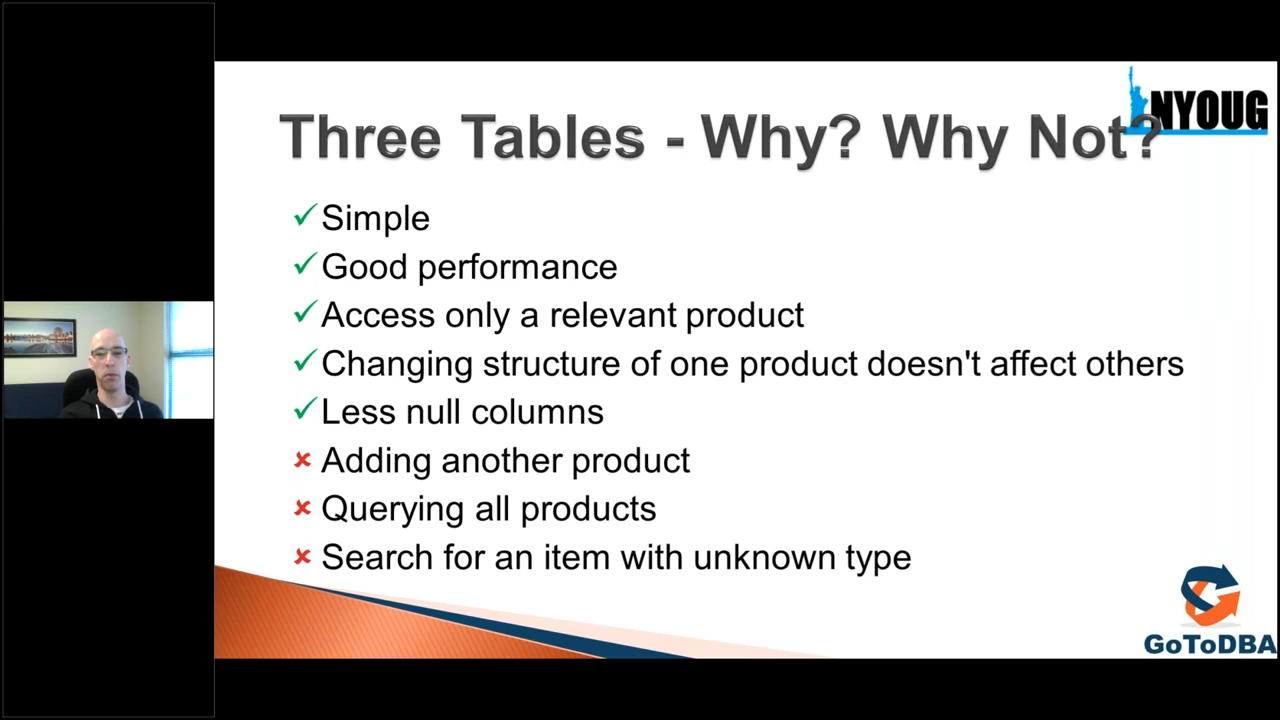 NYOUG
Three Tables - Why? Why Not?
Simple
Good performance
Access only a relevant product
Changing structure of one product doesn't affect others
Less null columns
Adding another product
Querying all products
Search for an item with unknown type
GoToDBA